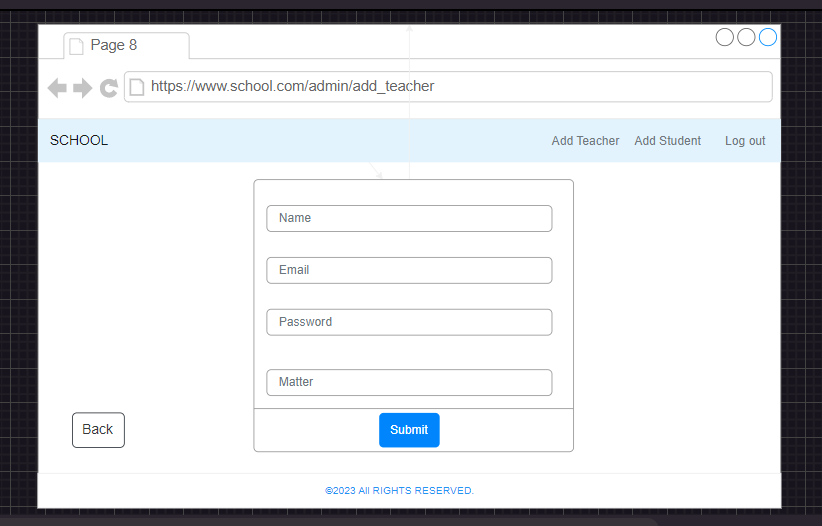 Page 8
https://www.school.com/admin/add_teacher
SCHOOL
Add Teacher
Add Student
Log out
Name
Email
Password
Matter
Back
Submit
©2023 All RIGHTS RESERVED.